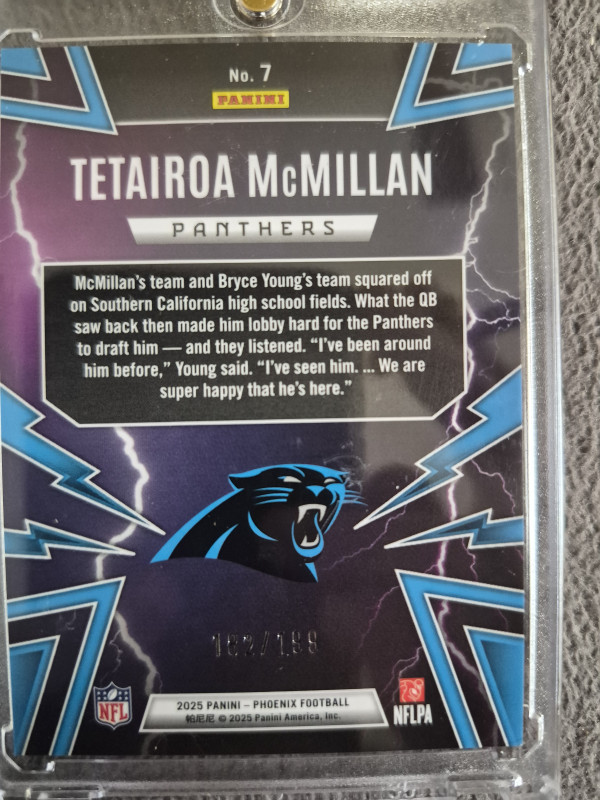 No. 7
PANINI
TETAIROA McMILLAN
PANTHERS
McMillan's team and Bryce Young's team squared off
on Southern California high school fields. What the QB
saw back then made him lobby hard for the Panthers
to draft him — and they listened. “I've been around
him before,” Young said. “I've seen him. ... We are
super happy that he's here.”
182/199
NFL
2025 PANINI – PHOENIX FOOTBALL
帕尼尼 © 2025 Panini America, Inc.
NFLPA